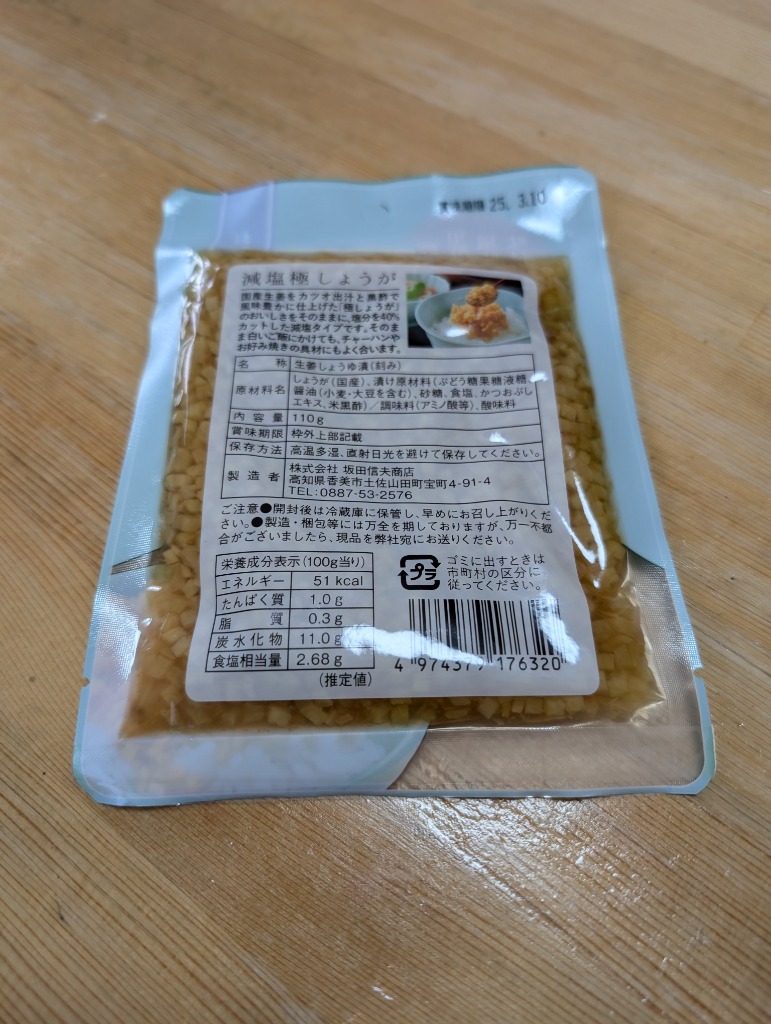 賞味期限 25. 3.10
減塩極しょうが
国産生姜をカツオ出汁と黒酢で
風味豊かに仕上げた「極しょうが」
のおいしさをそのままに、塩分を40%
カットした減塩タイプです。そのま
ま白いご飯にかけても、チャーハンや
お好み焼きの具材にもよく合います。
名 称 生姜しょうゆ漬(刻み)
原材料名 しょうが(国産)、漬け原材料(ぶどう糖果糖液糖、
醤油(小麦・大豆を含む)、砂糖、食塩、かつおぶし
エキス、米黒酢)/調味料(アミノ酸等)、酸味料
内容量 110g
賞味期限 枠外上部記載
保存方法 高温多湿、直射日光を避けて保存してください。
製造者 株式会社 坂田信夫商店
高知県香美市土佐山田町宝町4-91-4
TEL:0887-53-2576
ご注意●開封後は冷蔵庫に保管し、早めにお召し上がりくだ
さい。●製造・梱包等には万全を期しておりますが、万一不都
合がございましたら、現品を弊社宛にお送りください。
栄養成分表示(100g当り)
エネルギー 51kcal
たんぱく質 1.0g
脂 質 0.3g
炭水化物 11.0g
食塩相当量 2.68g
(推定値)
プラ
ゴミに出すときは
市町村の区分に
従ってください。
4 974379 176320